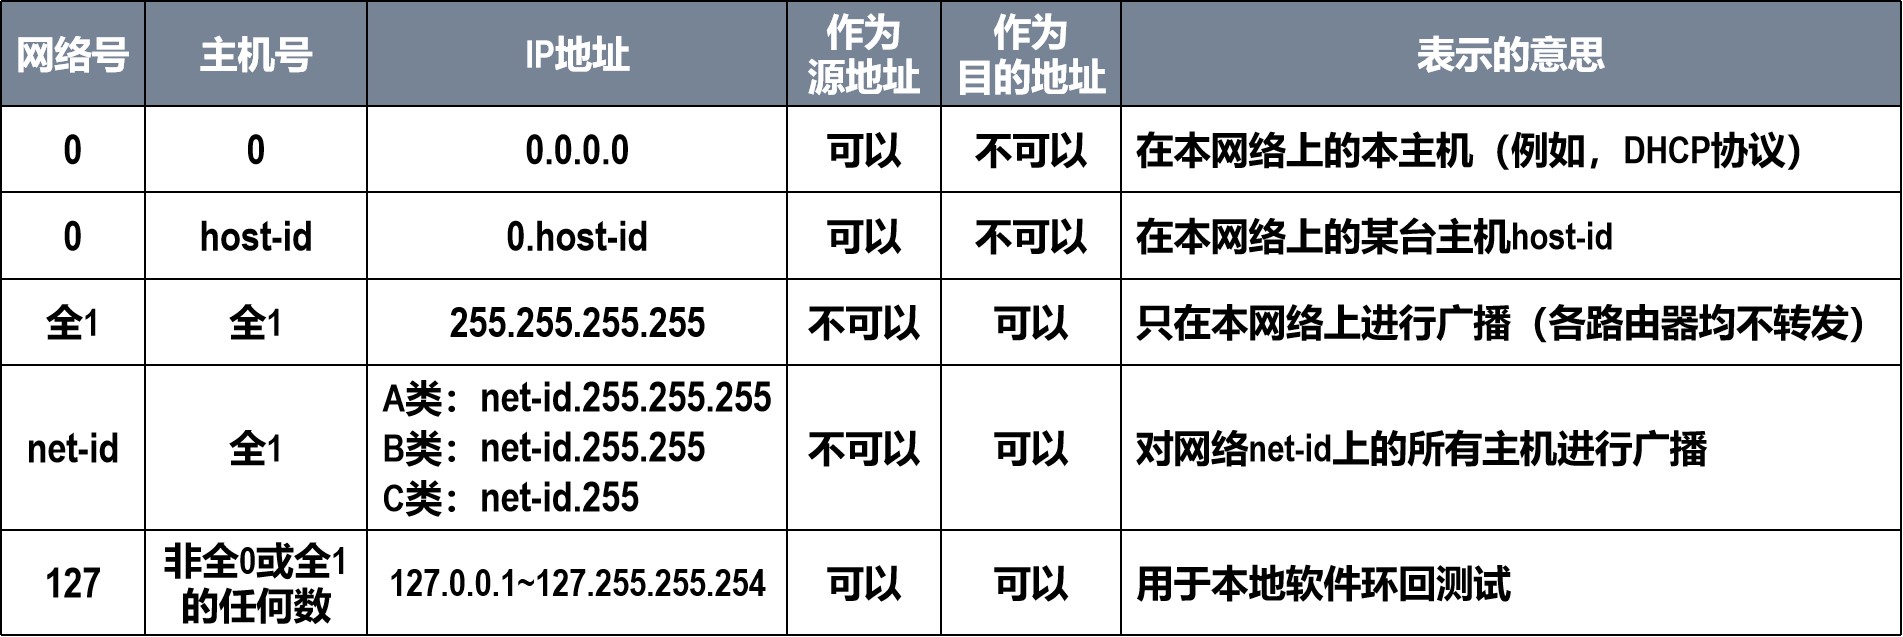 网络号 主机号 IP地址 作为源地址 作为目的地址 表示的意思
0 0 0.0.0.0 可以 不可以 在本网络上的本主机（例如，DHCP协议）
0 host-id 0.host-id 可以 不可以 在本网络上的某台主机host-id
全1 全1 255.255.255.255 不可以 可以 只在本网络上进行广播（各路由器均不转发）
net-id 全1 A类：net-id.255.255.255
B类：net-id.255.255
C类：net-id.255 不可以 可以 对网络net-id上的所有主机进行广播
127 非全0或全1
的任何数 127.0.0.1~127.255.255.254 可以 可以 用于本地软件环回测试